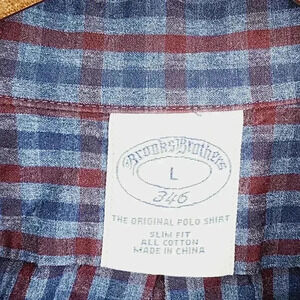 Brooks Brothers
L
346
THE ORIGINAL POLO SHIRT
SLIM FIT
ALL COTTON
MADE IN CHINA